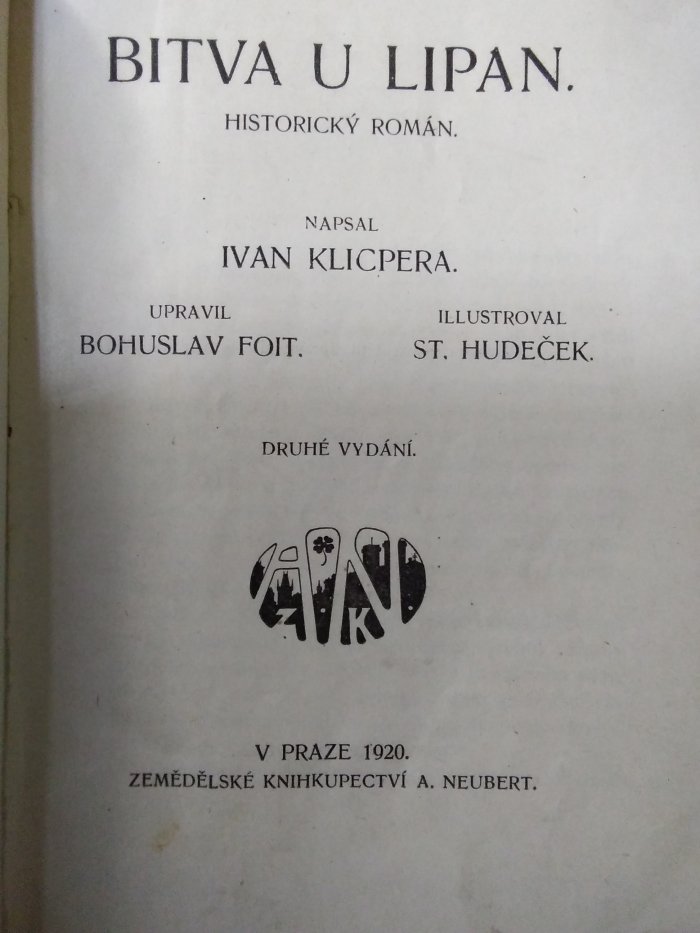 BITVA U LIPAN.
HISTORICKÝ ROMÁN.
NAPSAL
IVAN KLICPERA.
UPRAVIL
BOHUSLAV FOIT.
ILLUSTROVAL
ST. HUDEČEK.
DRUHÉ VYDÁNÍ.
AN
Z. K.
V PRAZE 1920.
ZEMĚDĚLSKÉ KNIHKUPECTVÍ A. NEUBERT.